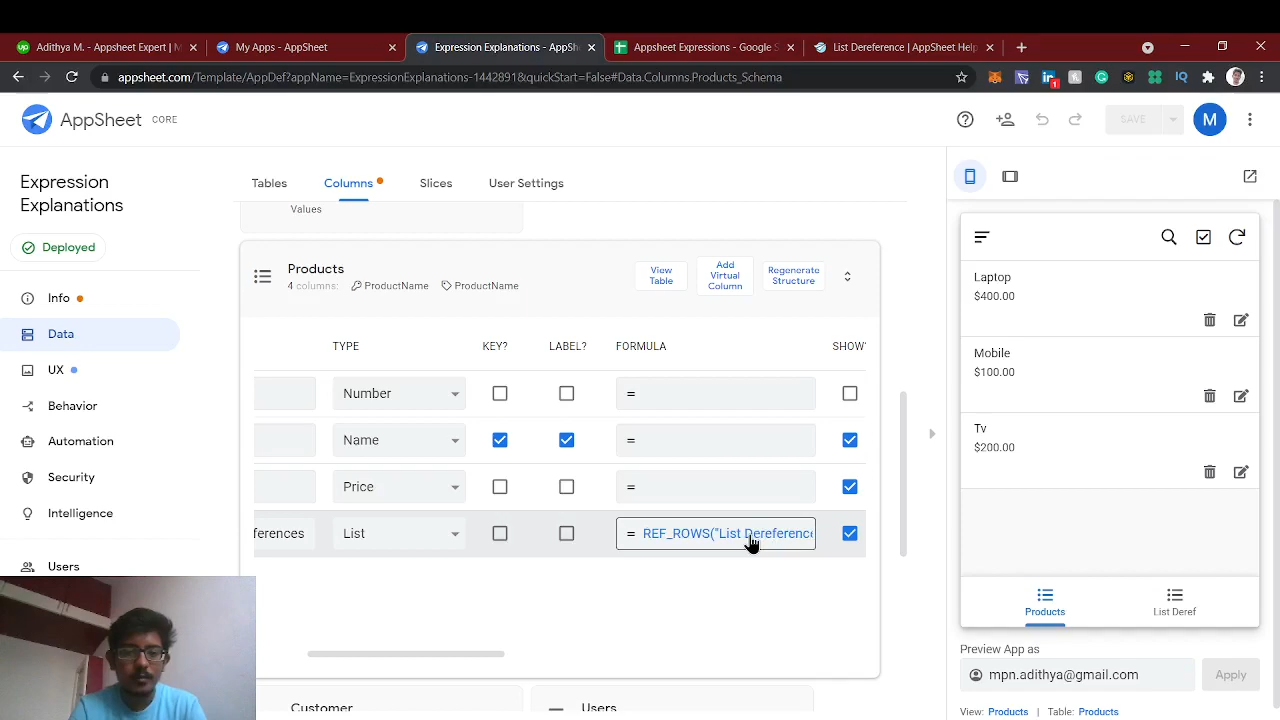 Adithya M. - AppSheet Expert | M
My Apps - AppSheet
Expression Explanations - AppSh
Appsheet Expressions - Google S
List Dereference | AppSheet Help
appsheet.com/Template/AppDef?appName=ExpressionExplanations-1442891&quickStart=False#Data.Columns.Products_Schema
IQ
1
AppSheet CORE
SAVE
M
Expression
Explanations
Deployed
Info
Data
UX
Behavior
Automation
Security
Intelligence
Users
Tables
Columns
Slices
User Settings
Values
Products
4 columns: ProductName ProductName
View
Table
Add
Virtual
Column
Regenerate
Structure
TYPE KEY? LABEL? FORMULA SHOW?
Number =
Name =
Price =
ferences List = REF_ROWS("List Dereference
Customer
Users
Laptop
$400.00
Mobile
$100.00
Tv
$200.00
Products
List Deref
Preview App as
mpn.adithya@gmail.com
Apply
View: Products | Table: Products